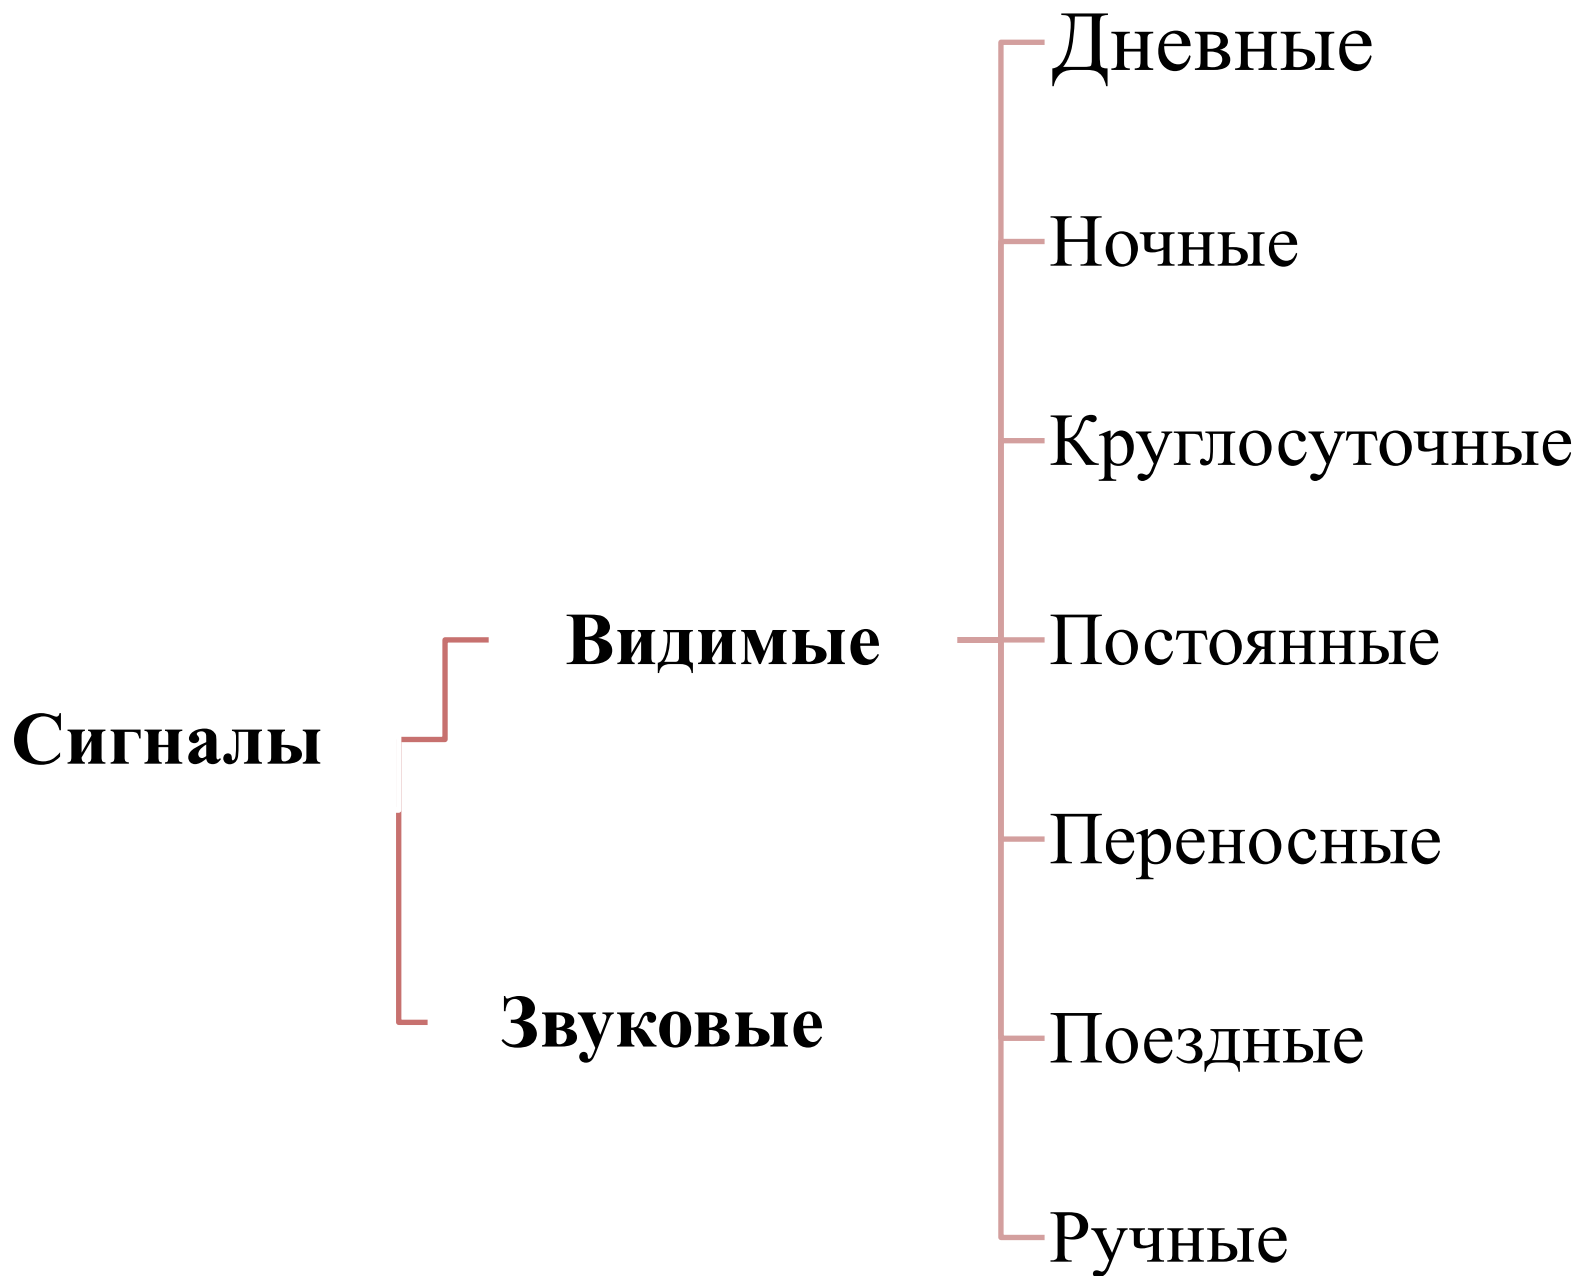 Сигналы
Видимые
Дневные
Ночные
Круглосуточные
Постоянные
Переносные
Поездные
Ручные
Звуковые